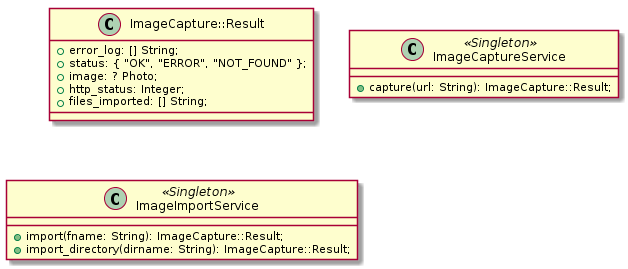 C ImageCapture::Result
error_log: [] String;
status: { "OK", "ERROR", "NOT_FOUND" };
image: ? Photo;
http_status: Integer;
files_imported: [] String;
C «Singleton»
ImageCaptureService
capture(url: String): ImageCapture::Result;
C «Singleton»
ImageImportService
import(fname: String): ImageCapture::Result;
import_directory(dirname: String): ImageCapture::Result;